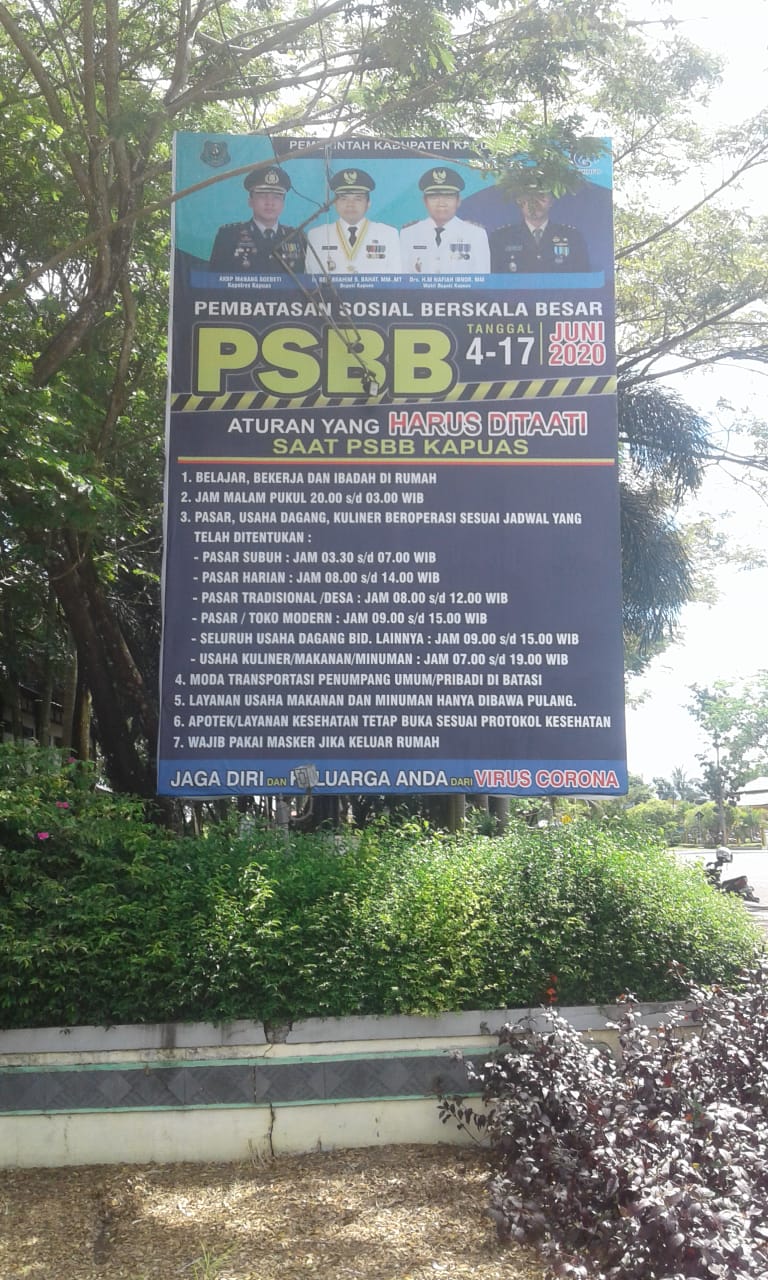 PEMERINTAH KABUPATEN
AKBP MANANG SOEBETI
Kapolres Kapuas
BAHAT, MM., MT
Bupati Kapuas
Drs. H.M NAFIAH IBNOR, MM
Wakil Bupati Kapuas
PEMBATASAN SOSIAL BERSKALA BESAR
PSBB
TANGGAL
4-17
JUNI
2020
ATURAN YANG HARUS DITAATI
SAAT PSBB KAPUAS
1. BELAJAR, BEKERJA DAN IBADAH DI RUMAH
2. JAM MALAM PUKUL 20.00 s/d 03.00 WIB
3. PASAR, USAHA DAGANG, KULINER BEROPERASI SESUAI JADWAL YANG
TELAH DITENTUKAN :
- PASAR SUBUH : JAM 03.30 s/d 07.00 WIB
- PASAR HARIAN : JAM 08.00 s/d 14.00 WIB
- PASAR TRADISIONAL /DESA : JAM 08.00 s/d 12.00 WIB
- PASAR / TOKO MODERN : JAM 09.00 s/d 15.00 WIB
- SELURUH USAHA DAGANG BID. LAINNYA : JAM 09.00 s/d 15.00 WIB
- USAHA KULINER/MAKANAN/MINUMAN : JAM 07.00 s/d 19.00 WIB
4. MODA TRANSPORTASI PENUMPANG UMUM/PRIBADI DI BATASI
5. LAYANAN USAHA MAKANAN DAN MINUMAN HANYA DIBAWA PULANG.
6. APOTEK/LAYANAN KESEHATAN TETAP BUKA SESUAI PROTOKOL KESEHATAN
7. WAJIB PAKAI MASKER JIKA KELUAR RUMAH
JAGA DIRI DAN KELUARGA ANDA DARI VIRUS CORONA